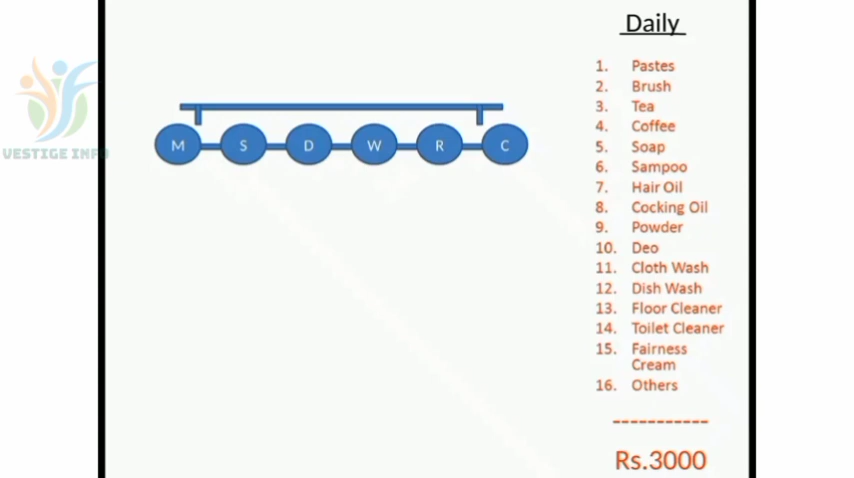 Daily
1. Pastes
2. Brush
3. Tea
4. Coffee
5. Soap
6. Sampoo
7. Hair Oil
8. Cocking Oil
9. Powder
10. Deo
11. Cloth Wash
12. Dish Wash
13. Floor Cleaner
14. Toilet Cleaner
15. Fairness
Cream
16. Others
-----------
Rs.3000
M S D W R C
VESTIGE INFO